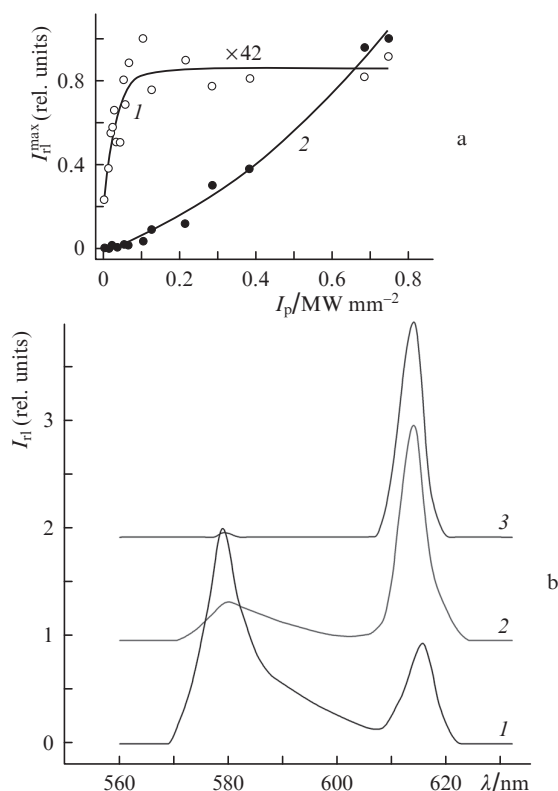 I_rl^max (rel. units)
0.8
0.4
0
×42
1
2
a
0 0.2 0.4 0.6 0.8
I_p/MW mm⁻²
I_rl (rel. units)
3
2
1
0
3
2
1
b
560 580 600 620 λ/nm